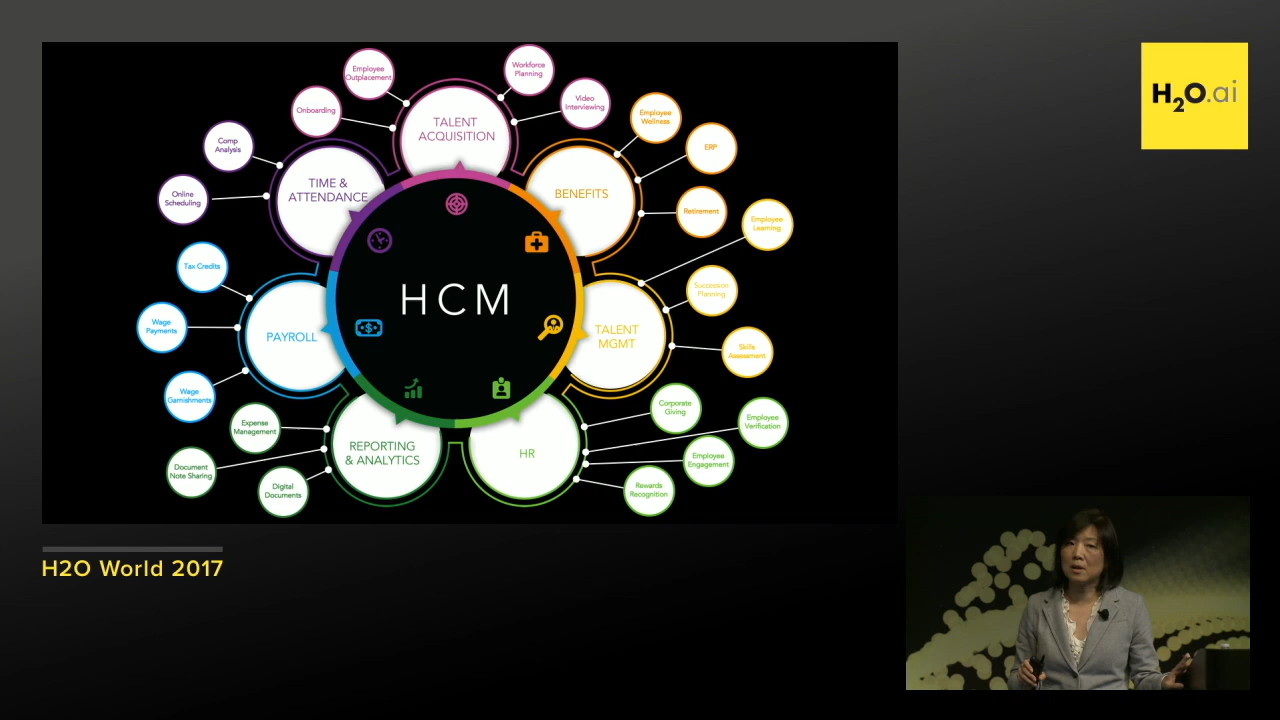 H2O.ai
Employee
Outplacement
Workforce
Planning
Onboarding
Video
Interviewing
TALENT
ACQUISITION
Employee
Wellness
Comp
Analysis
ERP
TIME &
ATTENDANCE
BENEFITS
Online
Scheduling
Retirement
Employee
Learning
Tax Credits
Succession
Planning
HCM
Wage
Payments
PAYROLL
TALENT
MGMT
Skills
Assessment
Wage
Garnishments
Corporate
Giving
Expense
Management
Employee
Verification
REPORTING
& ANALYTICS
HR
Employee
Engagement
Document
Note Sharing
Digital
Documents
Rewards
Recognition
H2O World 2017